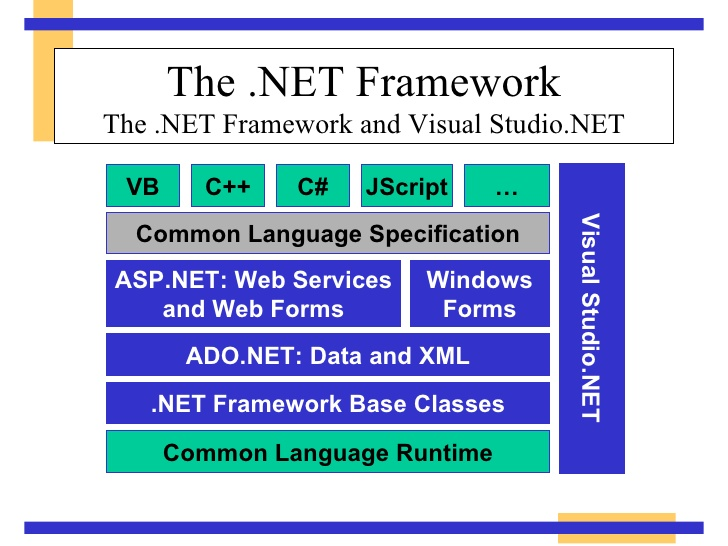 The .NET Framework
The .NET Framework and Visual Studio.NET
VB
C++
C#
JScript
…
Common Language Specification
ASP.NET: Web Services
and Web Forms
Windows
Forms
ADO.NET: Data and XML
.NET Framework Base Classes
Common Language Runtime
Visual Studio.NET